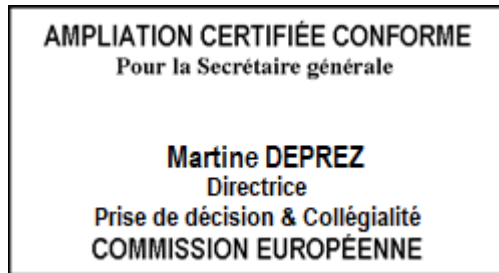 AMPLIATION CERTIFIÉE CONFORME
Pour la Secrétaire générale
Martine DEPREZ
Directrice
Prise de décision & Collégialité
COMMISSION EUROPÉENNE